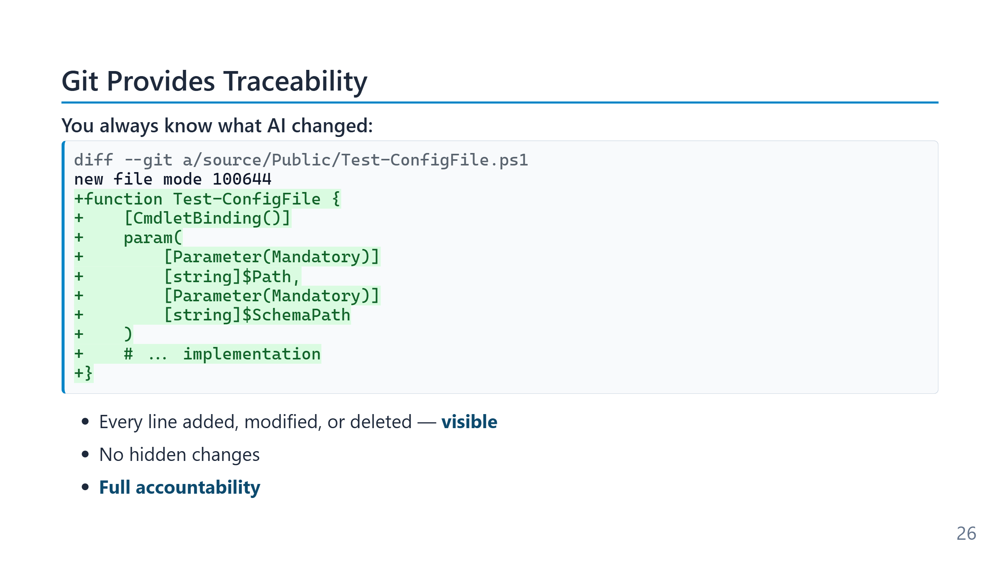 Git Provides Traceability
You always know what AI changed:
diff --git a/source/Public/Test-ConfigFile.ps1
new file mode 100644
+function Test-ConfigFile {
+    [CmdletBinding()]
+    param(
+        [Parameter(Mandatory)]
+        [string]$Path,
+        [Parameter(Mandatory)]
+        [string]$SchemaPath
+    )
+    # ... implementation
+}
• Every line added, modified, or deleted — visible
• No hidden changes
• Full accountability
26